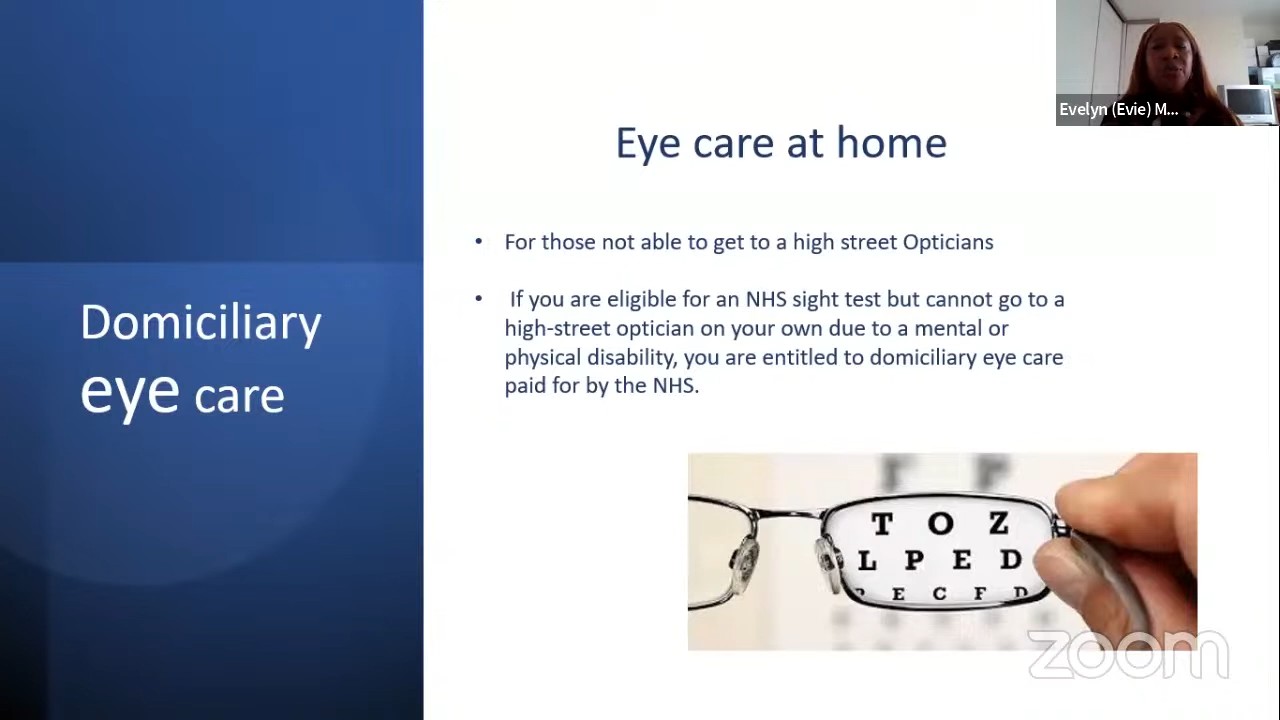 Evelyn (Evie) M...
Eye care at home
Domiciliary
eye care
• For those not able to get to a high street Opticians
• If you are eligible for an NHS sight test but cannot go to a
high-street optician on your own due to a mental or
physical disability, you are entitled to domiciliary eye care
paid for by the NHS.
T O Z
L P E D
E C F D
zoom